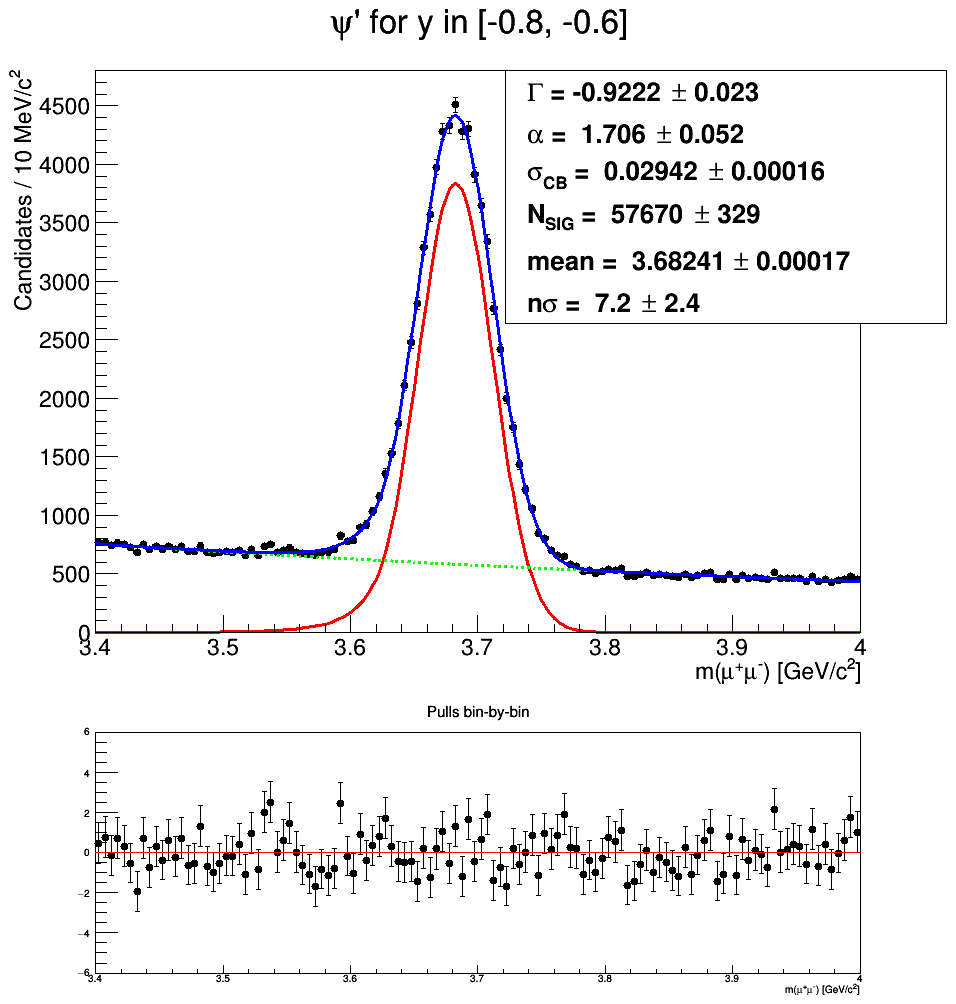 ψ' for y in [-0.8, -0.6]
Candidates / 10 MeV/c²
4500
4000
3500
3000
2500
2000
1500
1000
500
0
Γ = -0.9222 ± 0.023
α = 1.706 ± 0.052
σCB = 0.02942 ± 0.00016
NSIG = 57670 ± 329
mean = 3.68241 ± 0.00017
nσ = 7.2 ± 2.4
3.4 3.5 3.6 3.7 3.8 3.9 4
m(μ⁺μ⁻) [GeV/c²]
Pulls bin-by-bin
6
4
2
0
−2
−4
−6
3.4 3.5 3.6 3.7 3.8 3.9 4
m(μ⁺μ⁻) [GeV/c²]